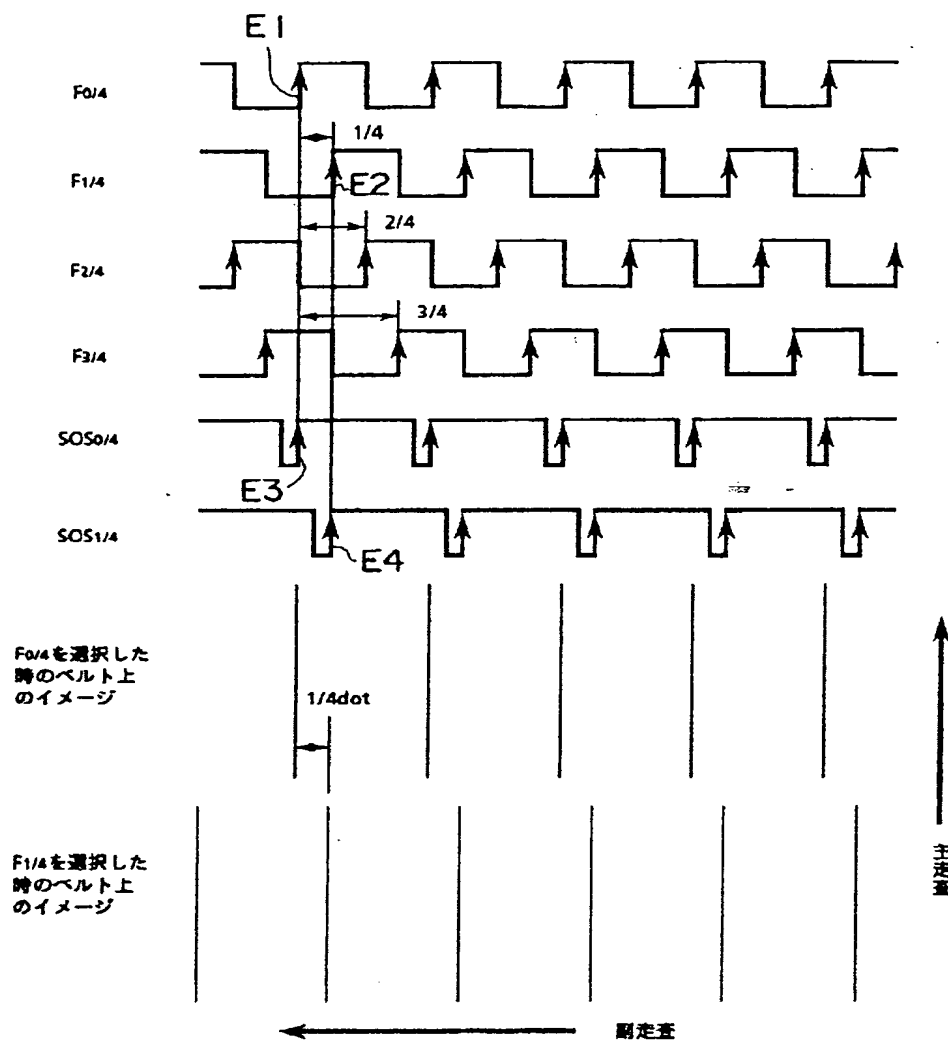 E1
F0/4
1/4
F1/4
E2
2/4
F2/4
3/4
F3/4
SOS0/4
E3
SOS1/4
E4
F0/4を選択した
時のベルト上
のイメージ
1/4dot
F1/4を選択した
時のベルト上
のイメージ
主走査
副走査